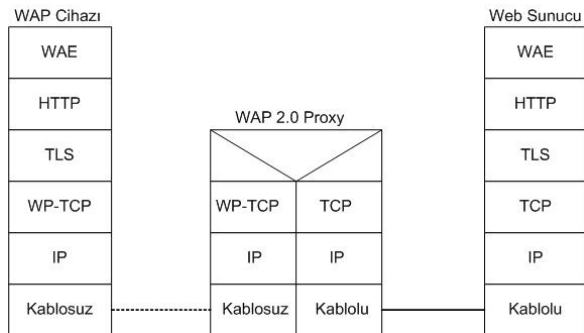 WAP Cihazı
WAE
HTTP
TLS
WP-TCP
IP
Kablosuz
WAP 2.0 Proxy
WP-TCP TCP
IP IP
Kablosuz Kablolu
Web Sunucu
WAE
HTTP
TLS
TCP
IP
Kablolu